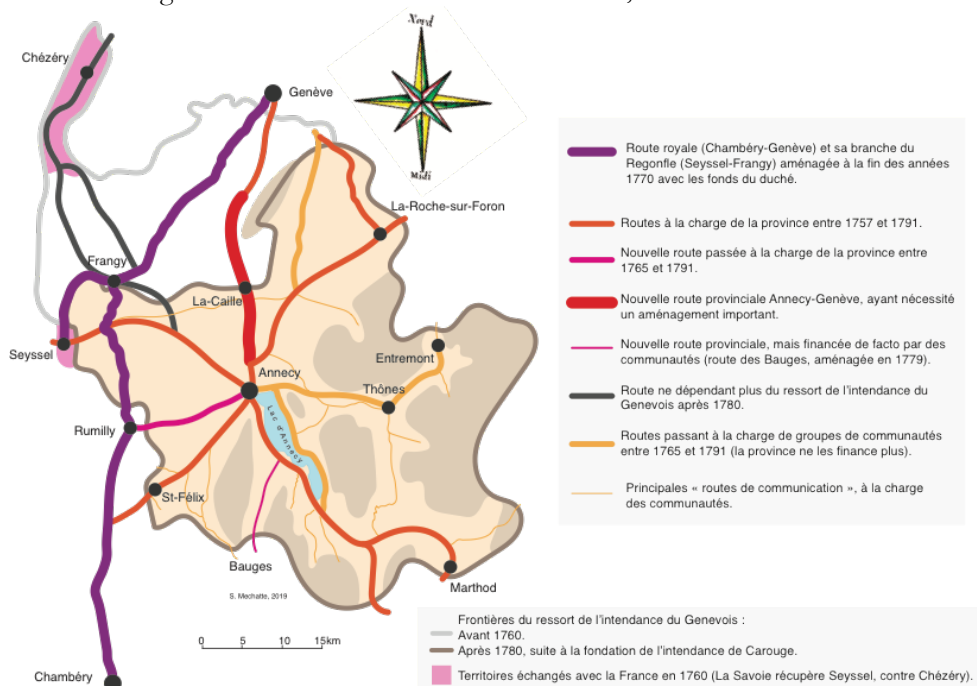 Nord
Chézéry
Genève
Midi
La-Roche-sur-Foron
Frangy
La-Caille
Seyssel
Entremont
Annecy
Thônes
Lac d'Annecy
Rumilly
St-Félix
Bauges
Marthod
S. Mechatte, 2019
0 5 10 15km
Chambéry
Route royale (Chambéry-Genève) et sa branche du
Regonfle (Seyssel-Frangy) aménagée à la fin des années
1770 avec les fonds du duché.
Routes à la charge de la province entre 1757 et 1791.
Nouvelle route passée à la charge de la province entre
1765 et 1791.
Nouvelle route provinciale Annecy-Genève, ayant nécessité
un aménagement important.
Nouvelle route provinciale, mais financée de facto par des
communautés (route des Bauges, aménagée en 1779).
Route ne dépendant plus du ressort de l'intendance du
Genevois après 1780.
Routes passant à la charge de groupes de communautés
entre 1765 et 1791 (la province ne les finance plus).
Principales « routes de communication », à la charge
des communautés.
Frontières du ressort de l'intendance du Genevois :
Avant 1760.
Après 1780, suite à la fondation de l'intendance de Carouge.
Territoires échangés avec la France en 1760 (La Savoie récupère Seyssel, contre Chézéry).